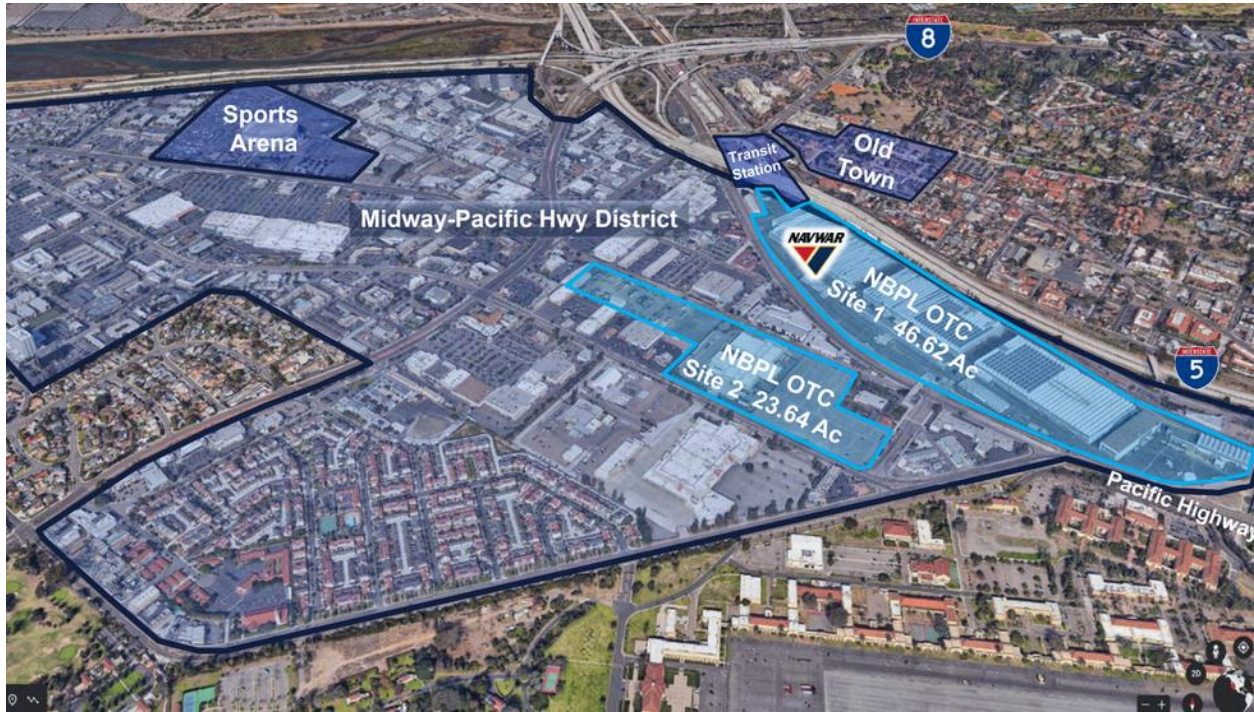 INTERSTATE
8
Sports
Arena
Transit
Station
Old
Town
Midway-Pacific Hwy District
NAVWAR
NBPL OTC
Site 1 46.62 Ac
NBPL OTC
Site 2 23.64 Ac
INTERSTATE
5
Pacific Highway
2D